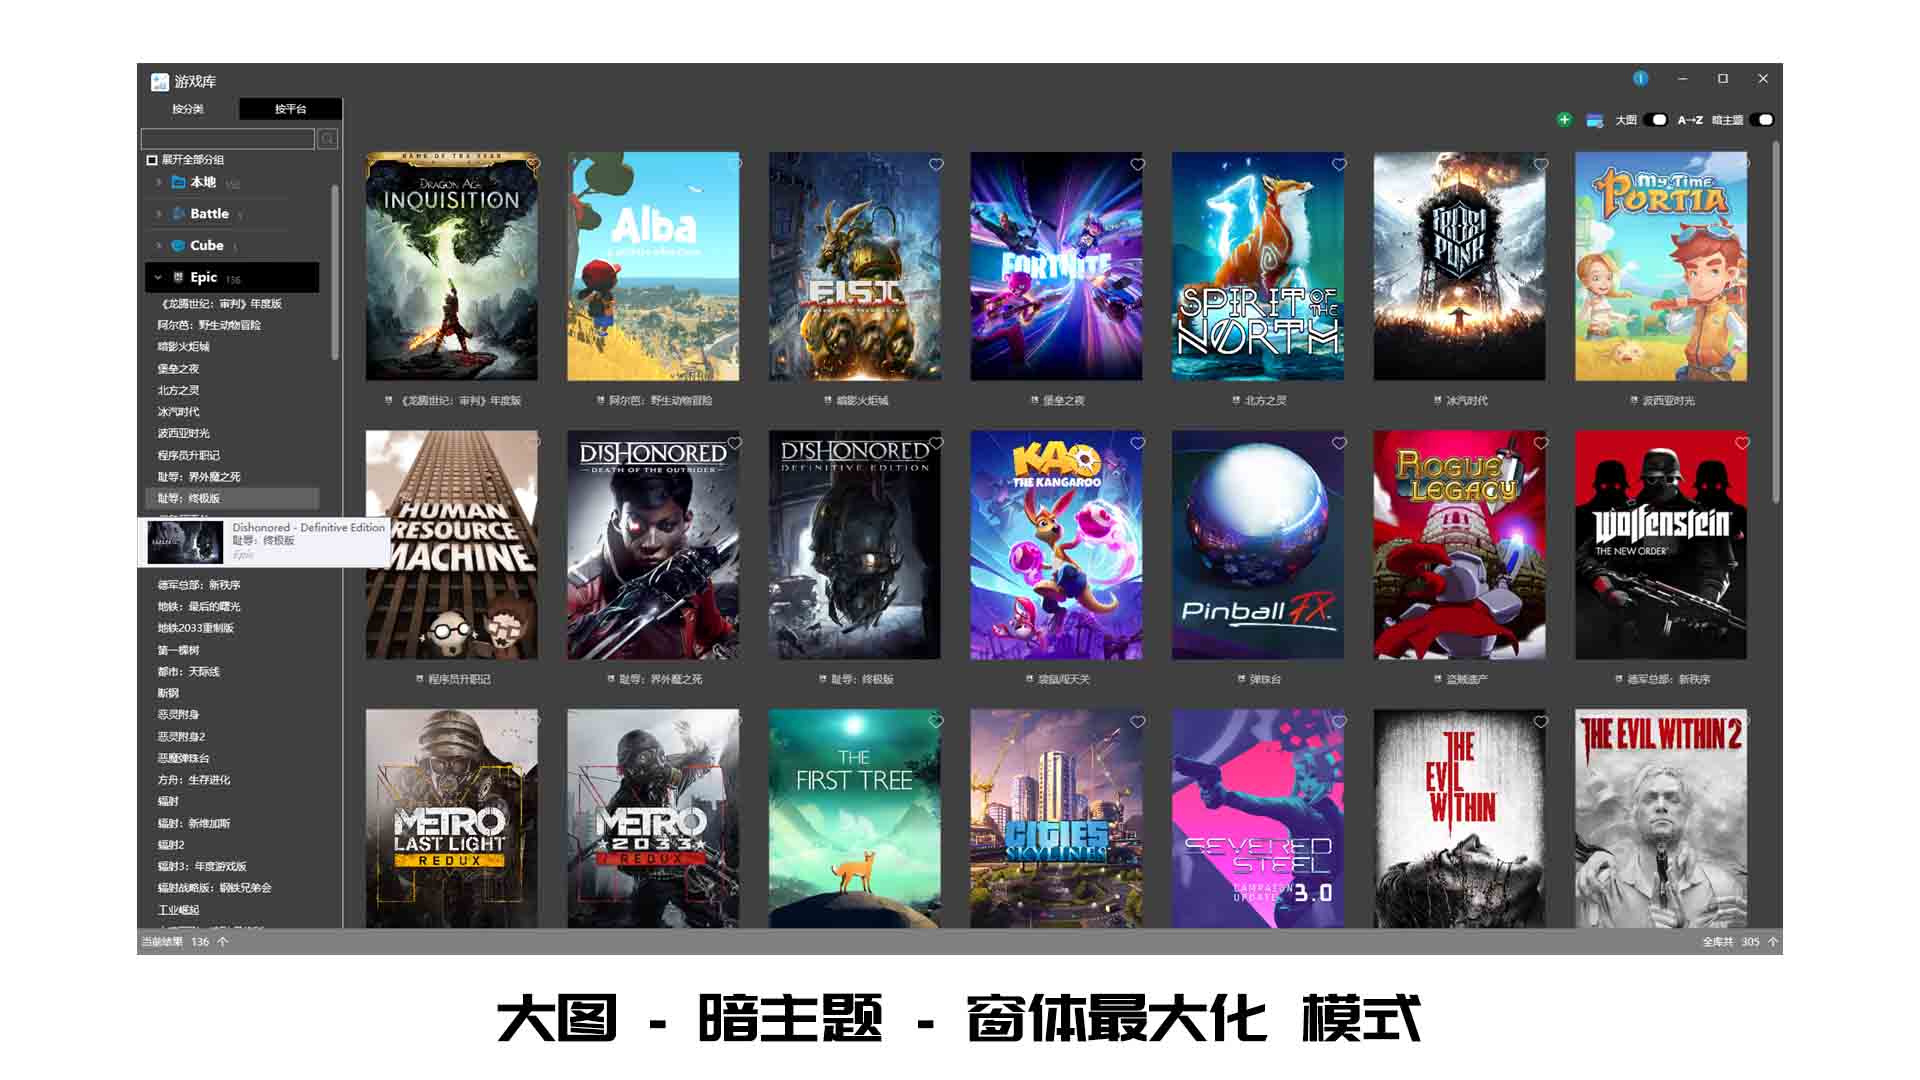 游戏库
按分类
按平台
大图
A→Z
暗主题
展开全部分组
本地
Battle
Cube
Epic 136
《龙腾世纪：审判》年度版
阿尔芭：野生动物冒险
暗影火炬城
堡垒之夜
北方之灵
冰汽时代
波西亚时光
程序员升职记
耻辱：界外魔之死
耻辱：终极版
Dishonored - Definitive Edition
耻辱：终极版
Epic
德军总部：新秩序
地铁：最后的曙光
地铁2033重制版
第一棵树
都市：天际线
断钢
恶灵附身
恶灵附身2
恶魔弹珠台
方舟：生存进化
辐射
辐射：新维加斯
辐射2
辐射3：年度游戏版
辐射战略版：钢铁兄弟会
工业崛起
GAME OF THE YEAR
DRAGON AGE
INQUISITION
Alba
F.I.S.T.
FORTNITE
SPIRIT OF THE NORTH
FROST PUNK
My Time
PORTIA
《龙腾世纪：审判》年度版
阿尔芭：野生动物冒险
暗影火炬城
堡垒之夜
北方之灵
冰汽时代
波西亚时光
HUMAN
RESOURCE
MACHINE
DISHONORED
DEATH OF THE OUTSIDER
DISHONORED
DEFINITIVE EDITION
KAO
THE KANGAROO
Pinball FX
ROGUE
LEGACY
Wolfenstein
THE NEW ORDER
程序员升职记
耻辱：界外魔之死
耻辱：终极版
袋鼠闯天关
弹珠台
盗贼遗产
德军总部：新秩序
METRO
LAST LIGHT
REDUX
METRO
2033
REDUX
THE
FIRST TREE
CITIES
SKYLINES
SEVERED
STEEL
CAMPAIGN
UPDATE 3.0
THE
EVIL
WITHIN
THE EVIL WITHIN 2
当前结果 136 个
全库共 305 个
大图 - 暗主题 - 窗体最大化 模式